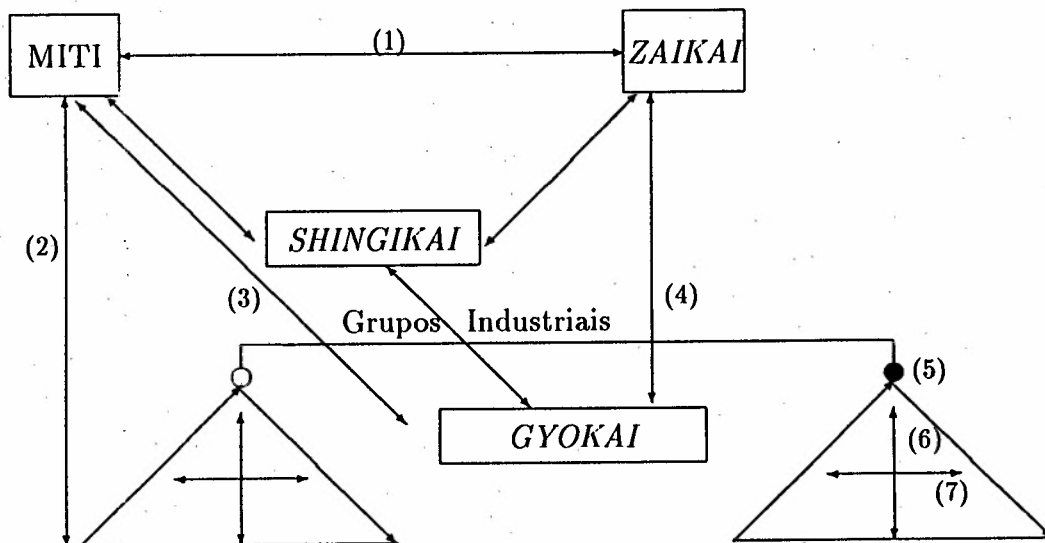 MITI
(1)
ZAIKAI
SHINGIKAI
(2)
(3)
(4)
Grupos Industriais
(5)
GYOKAI
(6)
(7)